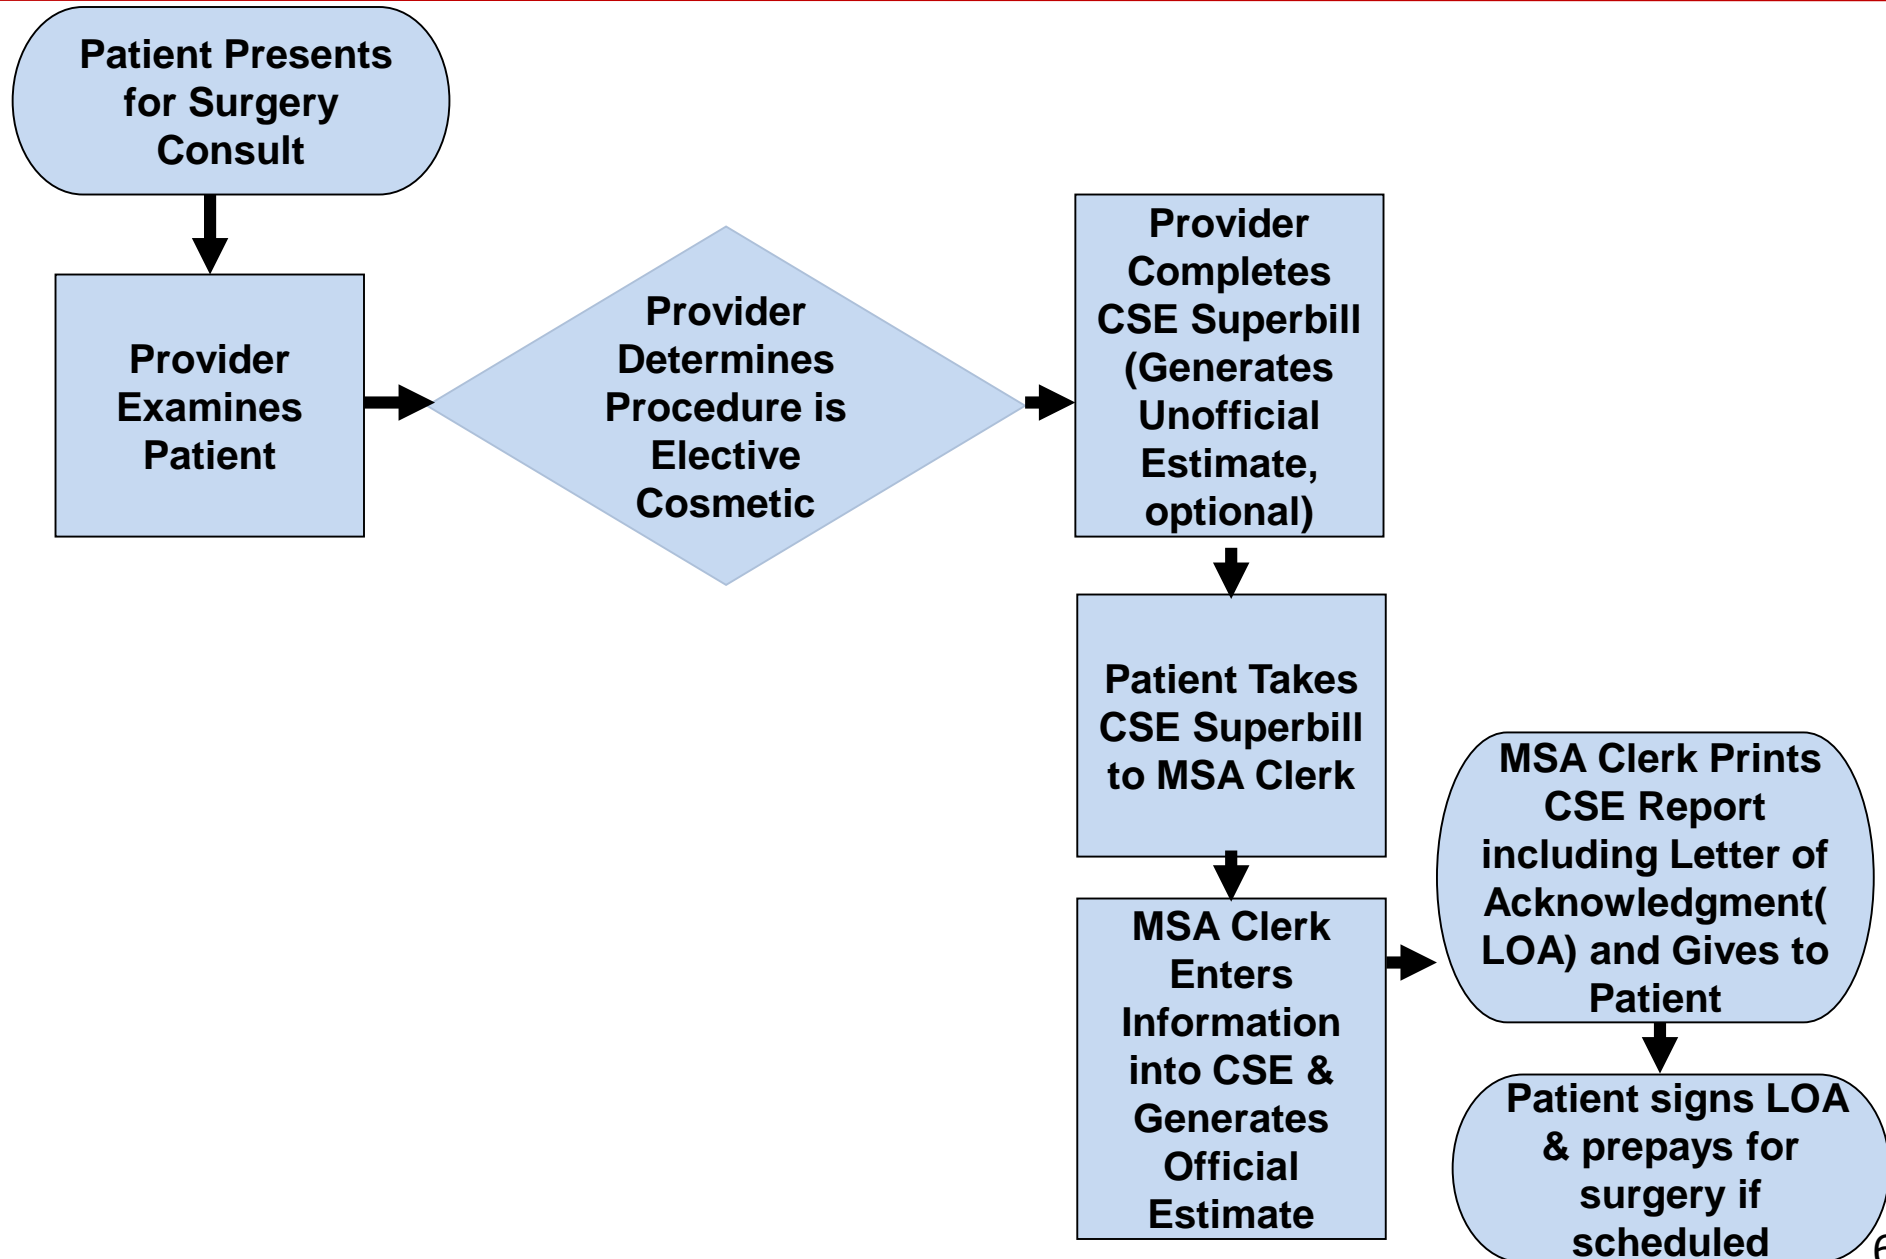 Patient Presents
for Surgery
Consult
Provider
Examines
Patient
Provider
Determines
Procedure is
Elective
Cosmetic
Provider
Completes
CSE Superbill
(Generates
Unofficial
Estimate,
optional)
Patient Takes
CSE Superbill
to MSA Clerk
MSA Clerk
Enters
Information
into CSE &
Generates
Official
Estimate
MSA Clerk Prints
CSE Report
including Letter of
Acknowledgment(
LOA) and Gives to
Patient
Patient signs LOA
& prepays for
surgery if
scheduled